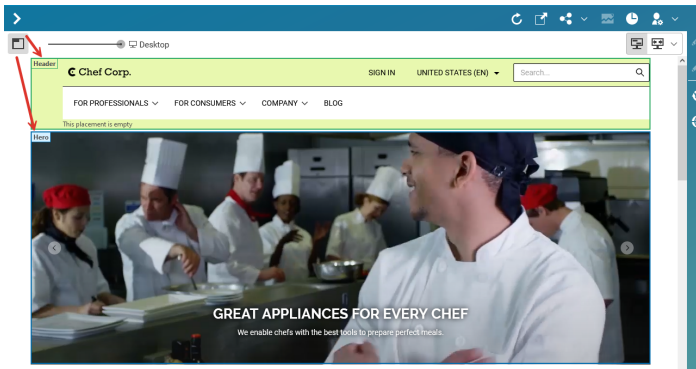 Desktop
Header
Chef Corp. SIGN IN UNITED STATES (EN) Search...
FOR PROFESSIONALS FOR CONSUMERS COMPANY BLOG
This placement is empty
Hero
GREAT APPLIANCES FOR EVERY CHEF
We enable chefs with the best tools to prepare perfect meals.